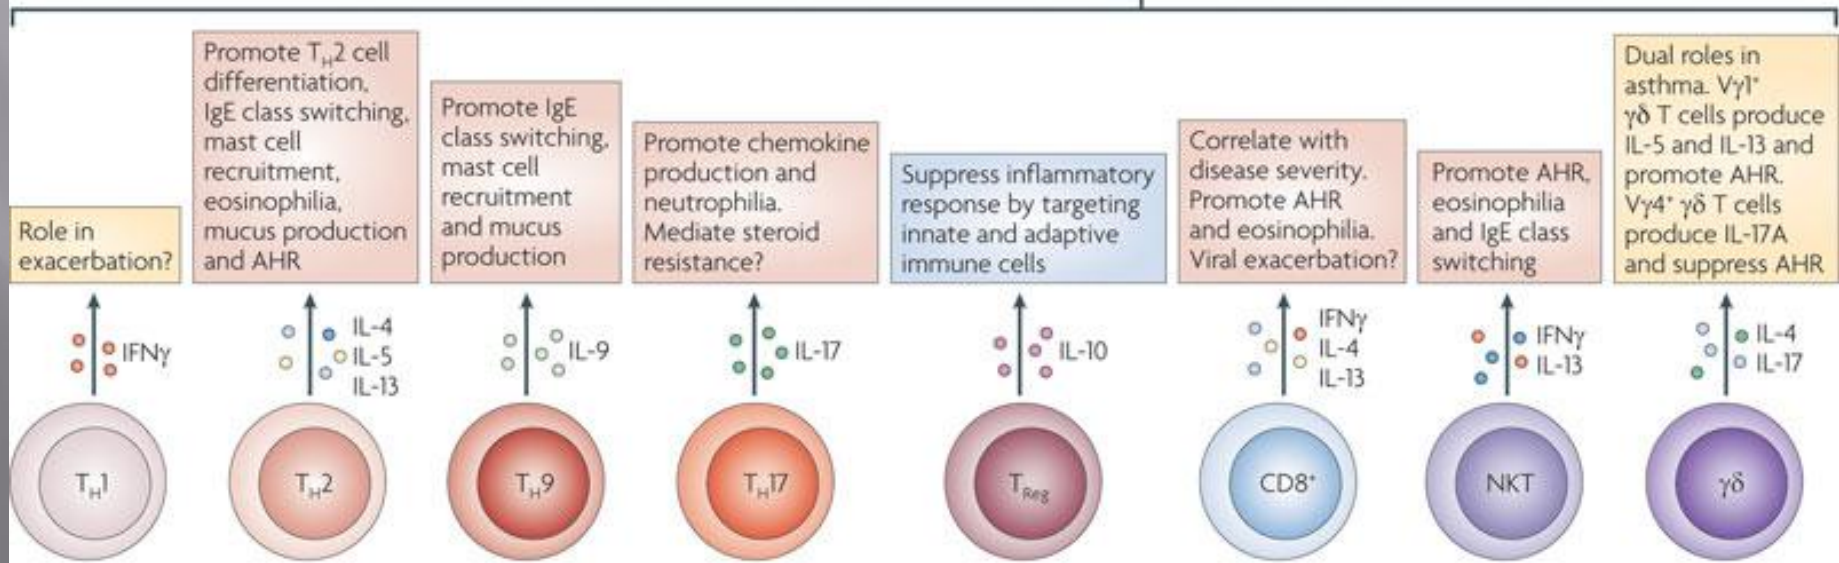 Role in
exacerbation?
Promote TH2 cell
differentiation,
IgE class switching,
mast cell
recruitment,
eosinophilia,
mucus production
and AHR
Promote IgE
class switching,
mast cell
recruitment
and mucus
production
Promote chemokine
production and
neutrophilia.
Mediate steroid
resistance?
Suppress inflammatory
response by targeting
innate and adaptive
immune cells
Correlate with
disease severity.
Promote AHR
and eosinophilia.
Viral exacerbation?
Promote AHR,
eosinophilia
and IgE class
switching
Dual roles in
asthma. Vγ1⁺
γδ T cells produce
IL-5 and IL-13 and
promote AHR.
Vγ4⁺ γδ T cells
produce IL-17A
and suppress AHR
IFNγ
IL-4
IL-5
IL-13
IL-9
IL-17
IL-10
IFNγ
IL-4
IL-13
IFNγ
IL-13
IL-4
IL-17
TH1
TH2
TH9
TH17
TReg
CD8⁺
NKT
γδ